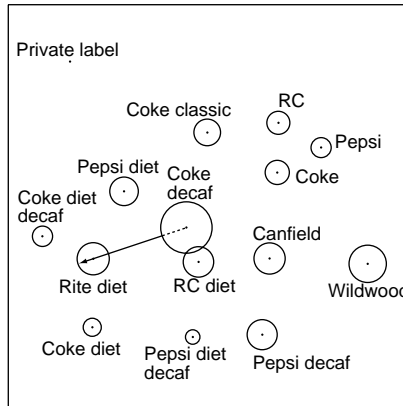 Private label
Coke classic
RC
Pepsi
Pepsi diet
Coke
decaf
Coke
Coke diet
decaf
Canfield
Rite diet
RC diet
Wildwood
Coke diet
Pepsi diet
decaf
Pepsi decaf